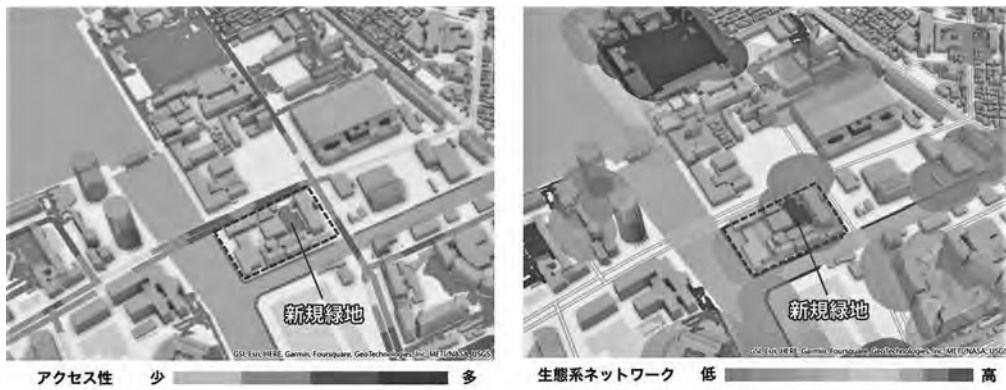 新規緑地
GSI, Esri, HERE, Garmin, Foursquare, GeoTechnologies, Inc, METI/NASA, USGS
アクセス性 少 多
新規緑地
GSI, Esri, HERE, Garmin, Foursquare, GeoTechnologies, Inc, METI/NASA, USGS
生態系ネットワーク 低 高